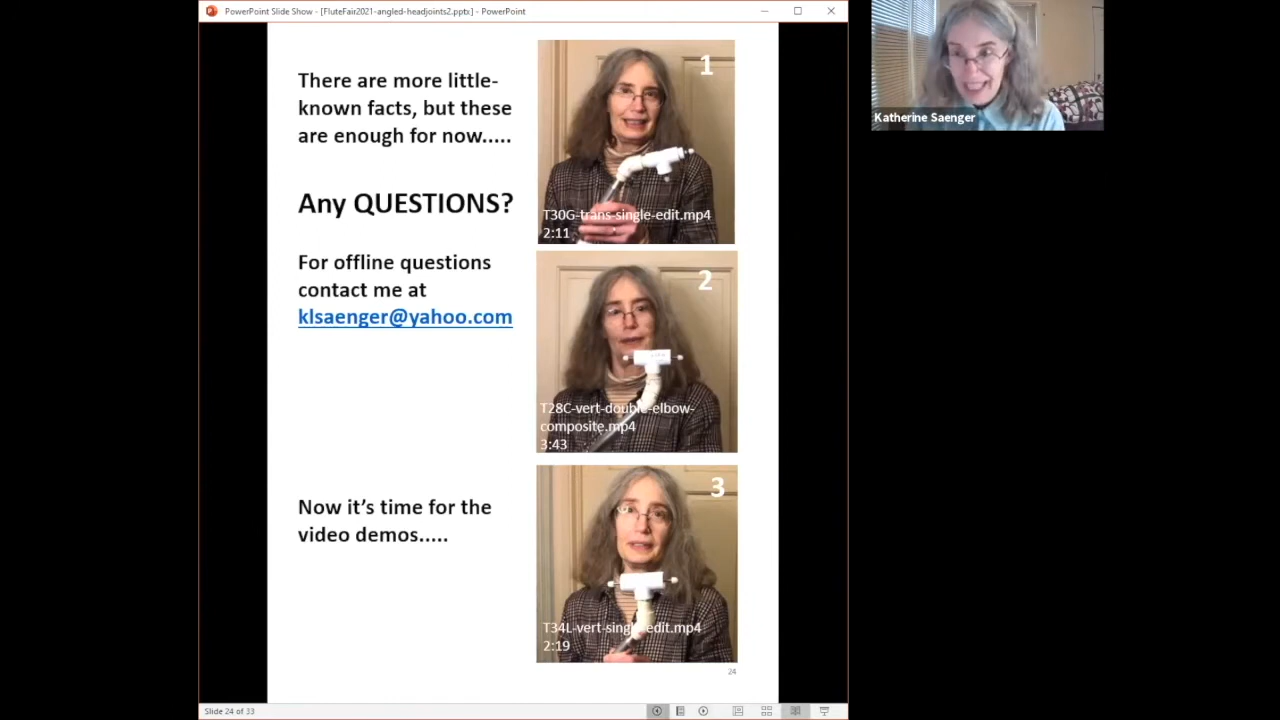 PowerPoint Slide Show - [FluteFair2021-angled-headjoints2.pptx] - PowerPoint
There are more little-
known facts, but these
are enough for now.....
Any QUESTIONS?
For offline questions
contact me at
klsaenger@yahoo.com
Now it's time for the
video demos.....
1
T30G-trans-single-edit.mp4
2:11
2
T28C-vert-double-elbow-
composite.mp4
3:43
3
T34L-vert-single-edit.mp4
2:19
24
Slide 24 of 33
Katherine Saenger